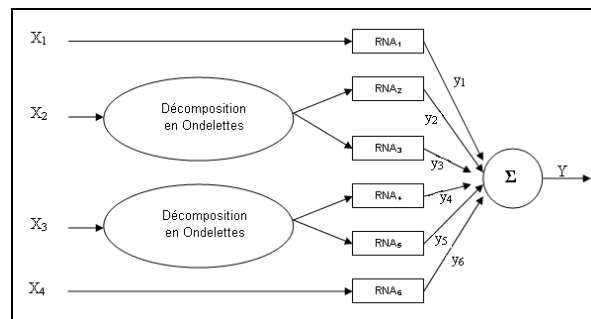 X₁
RNA₁
y₁
X₂
Décomposition
en Ondelettes
RNA₂
y₂
RNA₃
y₃
Σ
Y
X₃
Décomposition
en Ondelettes
RNA₄
y₄
RNA₅
y₅
X₄
RNA₆
y₆